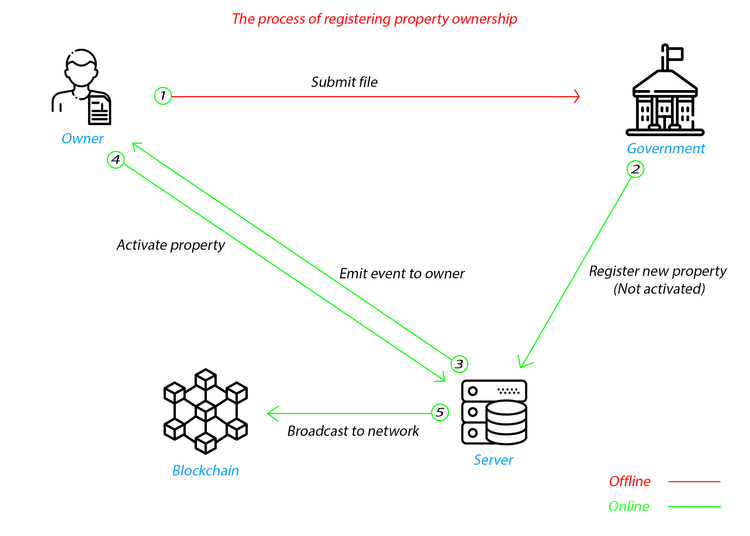 The process of registering property ownership
1
Submit file
Owner
Government
4
2
Activate property
Emit event to owner
Register new property
(Not activated)
3
5
Broadcast to network
Blockchain
Server
Offline
Online